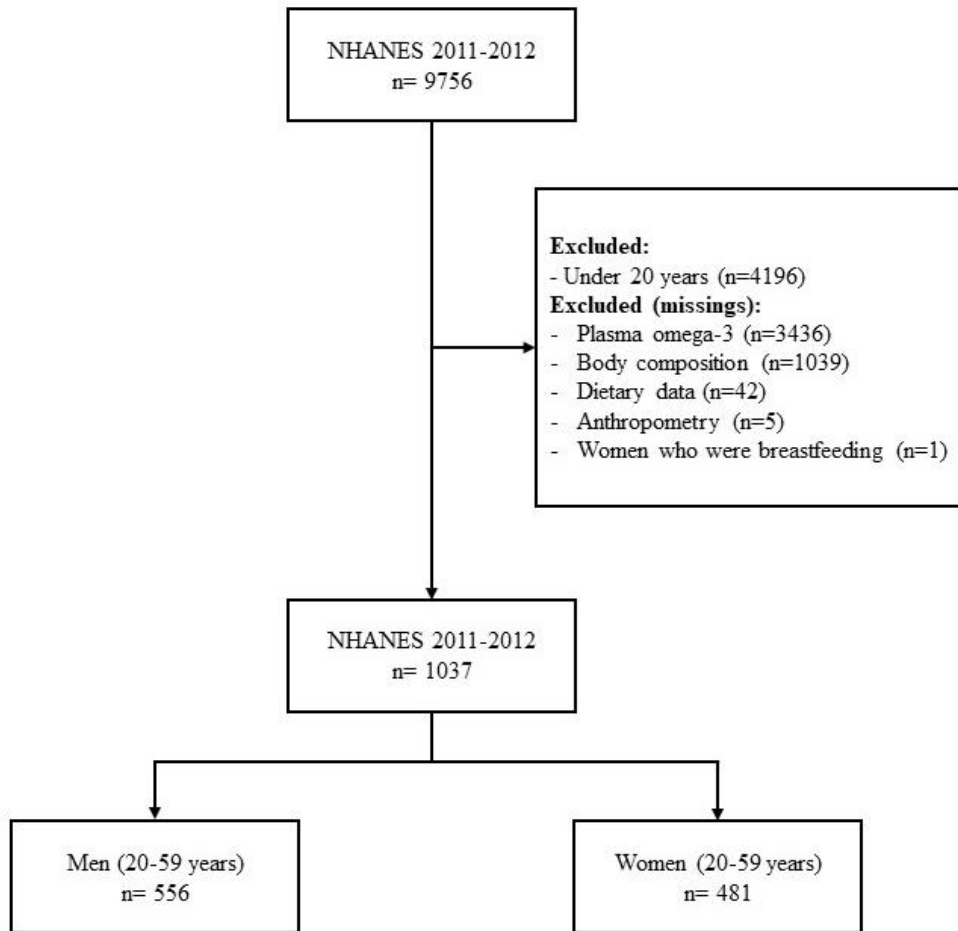 NHANES 2011-2012
n= 9756
Excluded:
- Under 20 years (n=4196)
Excluded (missings):
- Plasma omega-3 (n=3436)
- Body composition (n=1039)
- Dietary data (n=42)
- Anthropometry (n=5)
- Women who were breastfeeding (n=1)
NHANES 2011-2012
n= 1037
Men (20-59 years)
n= 556
Women (20-59 years)
n= 481